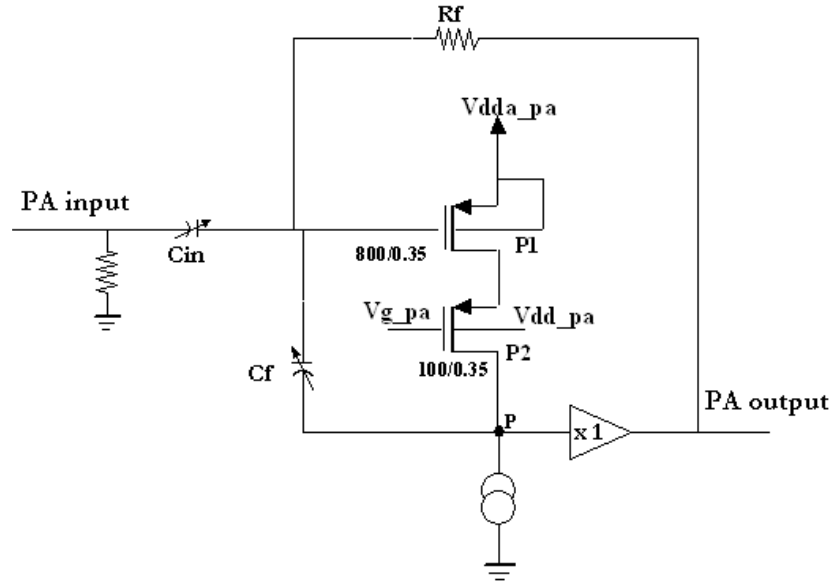 Rf
Vdda_pa
PA input
Cin
800/0.35
P1
Vg_pa
Vdd_pa
Cf
100/0.35
P2
P
x 1
PA output